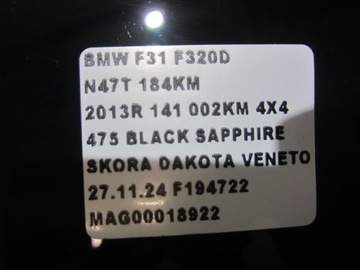 BMW F31 F320D
N47T 184KM
2013R 141 002KM 4X4
475 BLACK SAPPHIRE
SKORA DAKOTA VENETO
27.11.24 F194722
MAG00018922